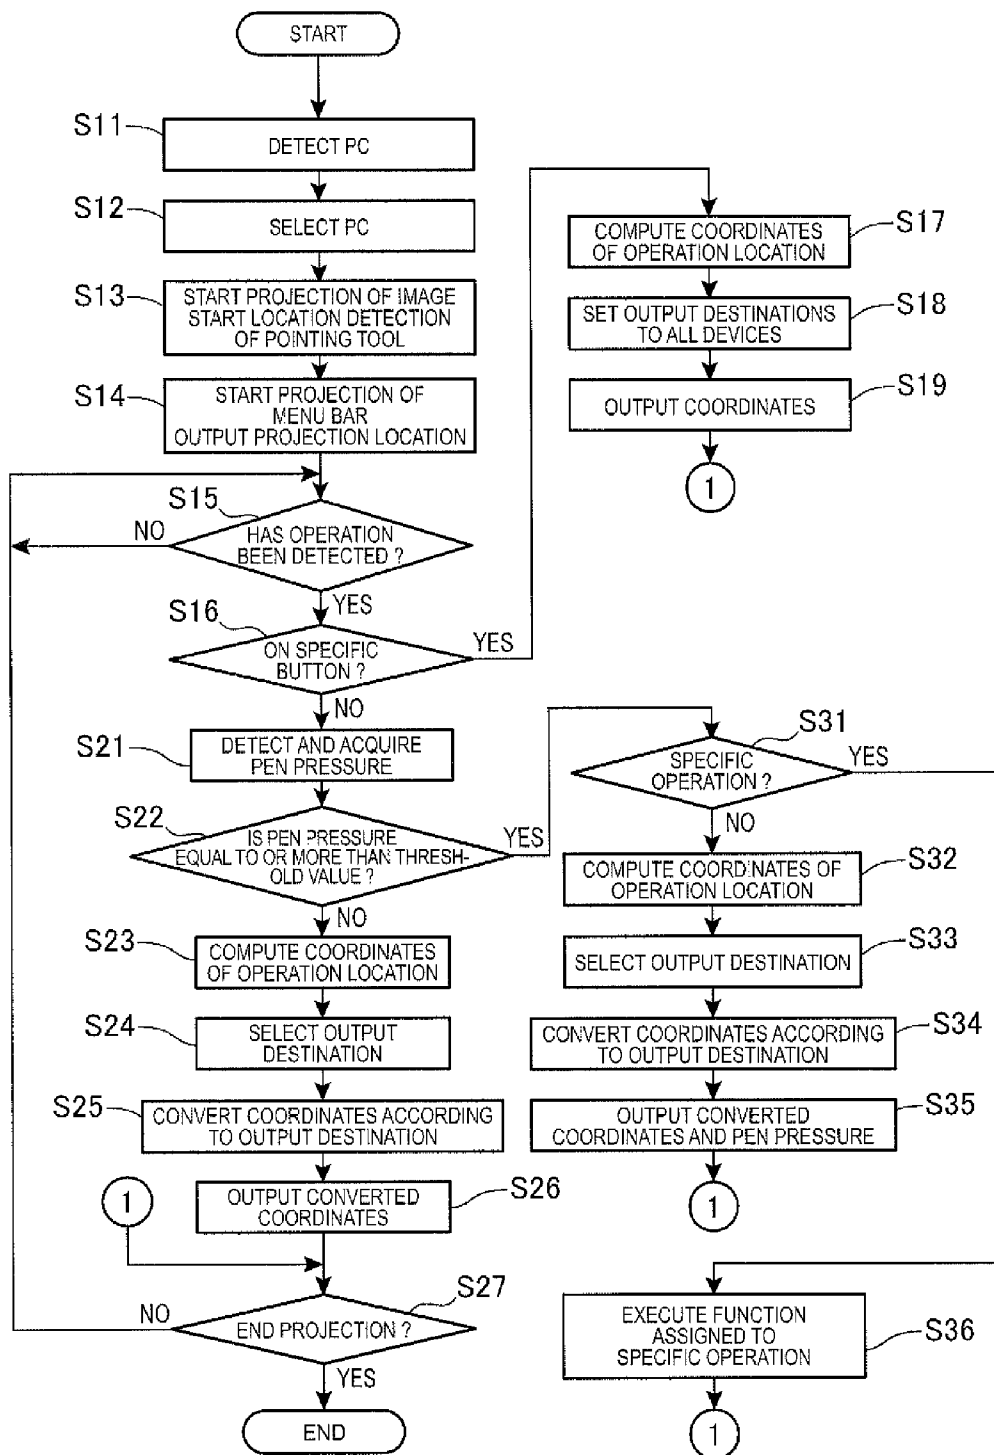 START
S11
DETECT PC
S12
SELECT PC
S13
START PROJECTION OF IMAGE
START LOCATION DETECTION
OF POINTING TOOL
S14
START PROJECTION OF
MENU BAR
OUTPUT PROJECTION LOCATION
S15
HAS OPERATION
BEEN DETECTED ?
NO
YES
S16
ON SPECIFIC
BUTTON ?
YES
NO
S17
COMPUTE COORDINATES
OF OPERATION LOCATION
S18
SET OUTPUT DESTINATIONS
TO ALL DEVICES
S19
OUTPUT COORDINATES
1
S21
DETECT AND ACQUIRE
PEN PRESSURE
S22
IS PEN PRESSURE
EQUAL TO OR MORE THAN THRESH-
OLD VALUE ?
YES
NO
S23
COMPUTE COORDINATES
OF OPERATION LOCATION
S24
SELECT OUTPUT
DESTINATION
S25
CONVERT COORDINATES ACCORDING
TO OUTPUT DESTINATION
S26
OUTPUT CONVERTED
COORDINATES
1
S27
END PROJECTION ?
NO
YES
END
S31
SPECIFIC
OPERATION ?
YES
NO
S32
COMPUTE COORDINATES OF
OPERATION LOCATION
S33
SELECT OUTPUT DESTINATION
S34
CONVERT COORDINATES ACCORDING
TO OUTPUT DESTINATION
S35
OUTPUT CONVERTED
COORDINATES AND PEN PRESSURE
1
S36
EXECUTE FUNCTION
ASSIGNED TO
SPECIFIC OPERATION
1